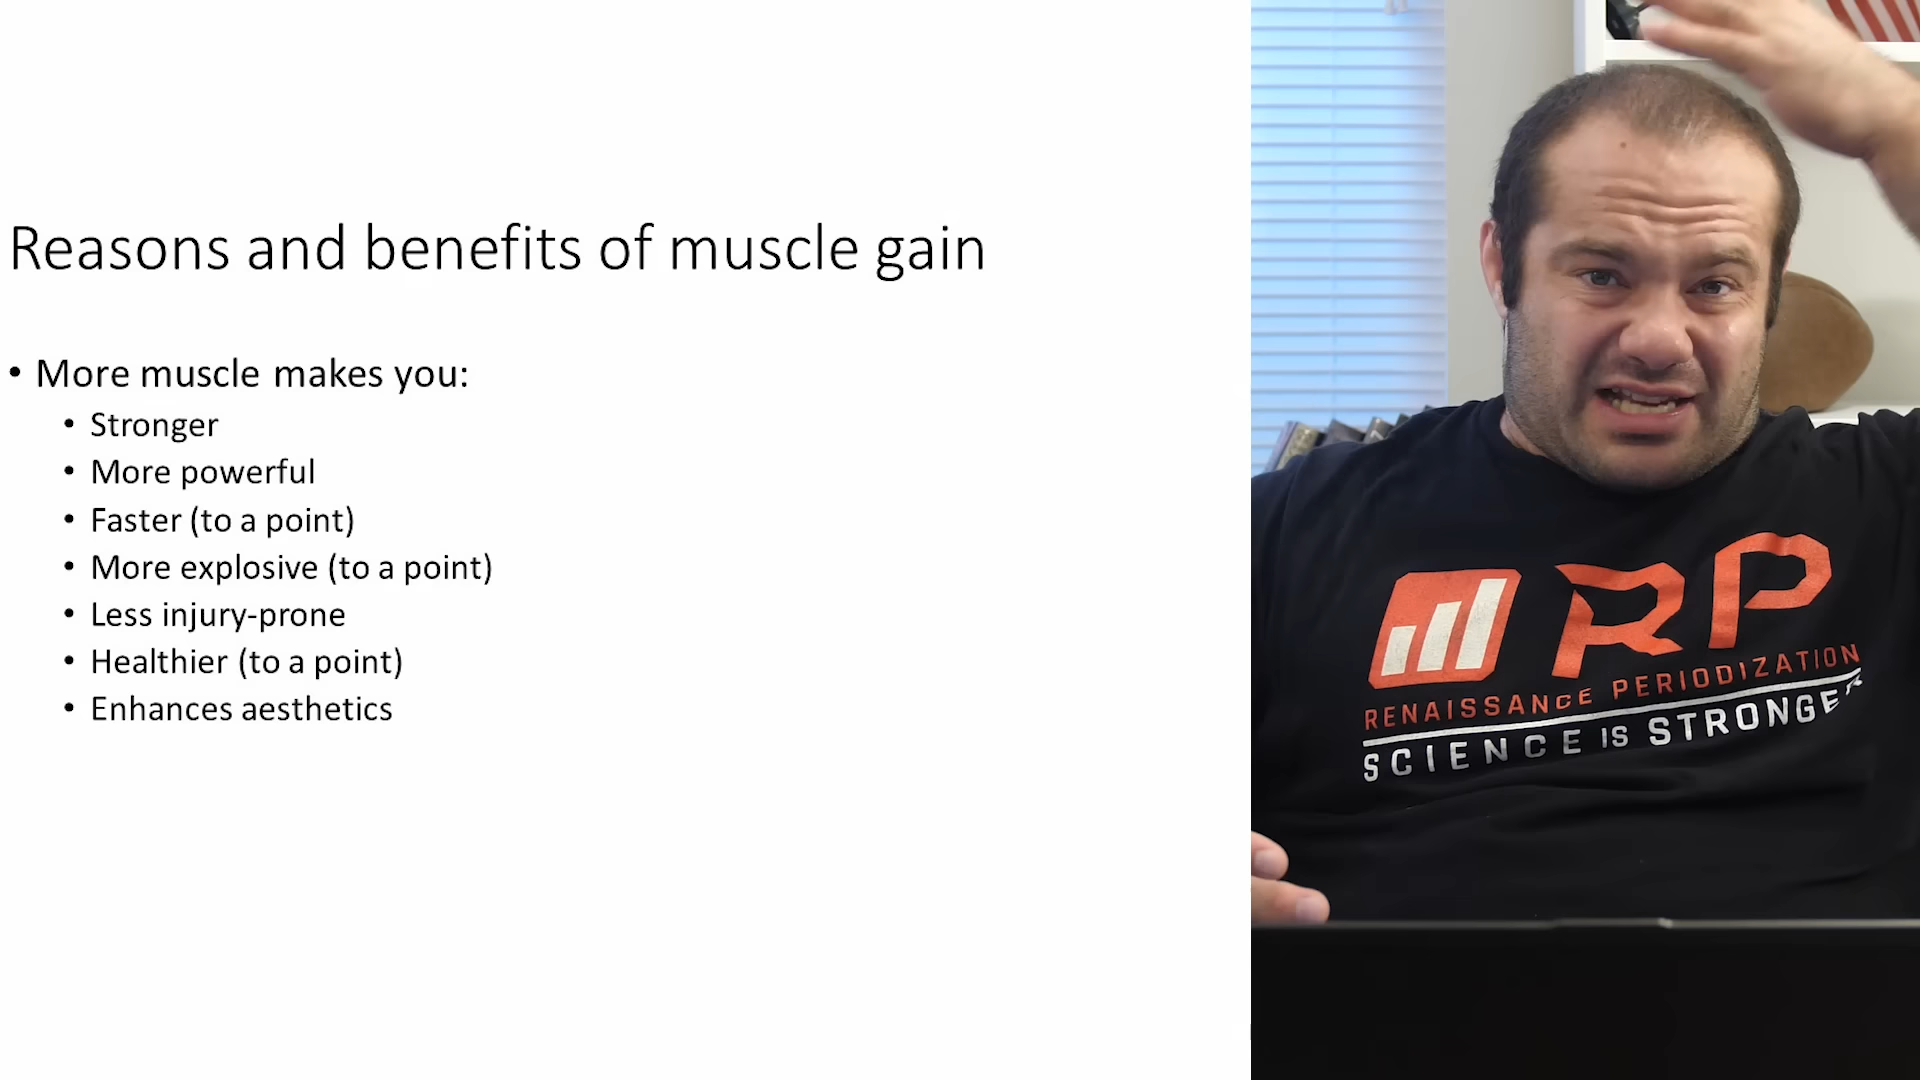 Reasons and benefits of muscle gain
• More muscle makes you:
• Stronger
• More powerful
• Faster (to a point)
• More explosive (to a point)
• Less injury-prone
• Healthier (to a point)
• Enhances aesthetics
RP
RENAISSANCE PERIODIZATION
SCIENCE IS STRONGER